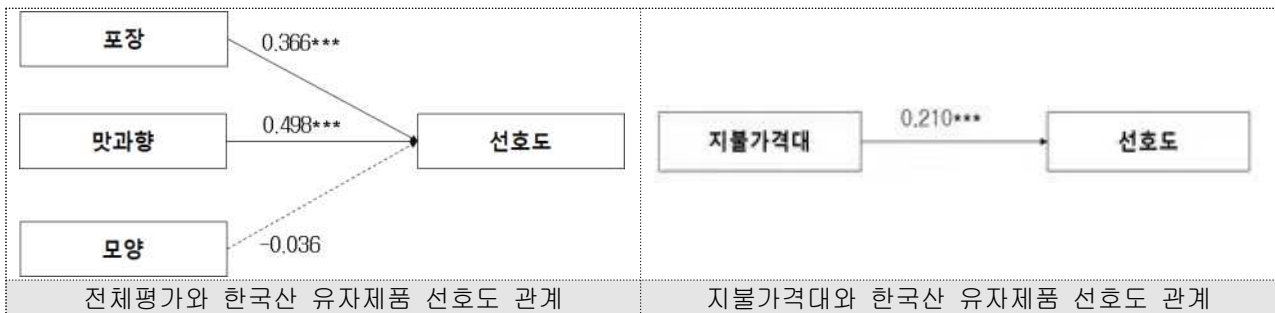 포장
0.366***
맛과향
0.498***
선호도
모양
-0.036
전체평가와 한국산 유자제품 선호도 관계
지불가격대
0.210***
선호도
지불가격대와 한국산 유자제품 선호도 관계